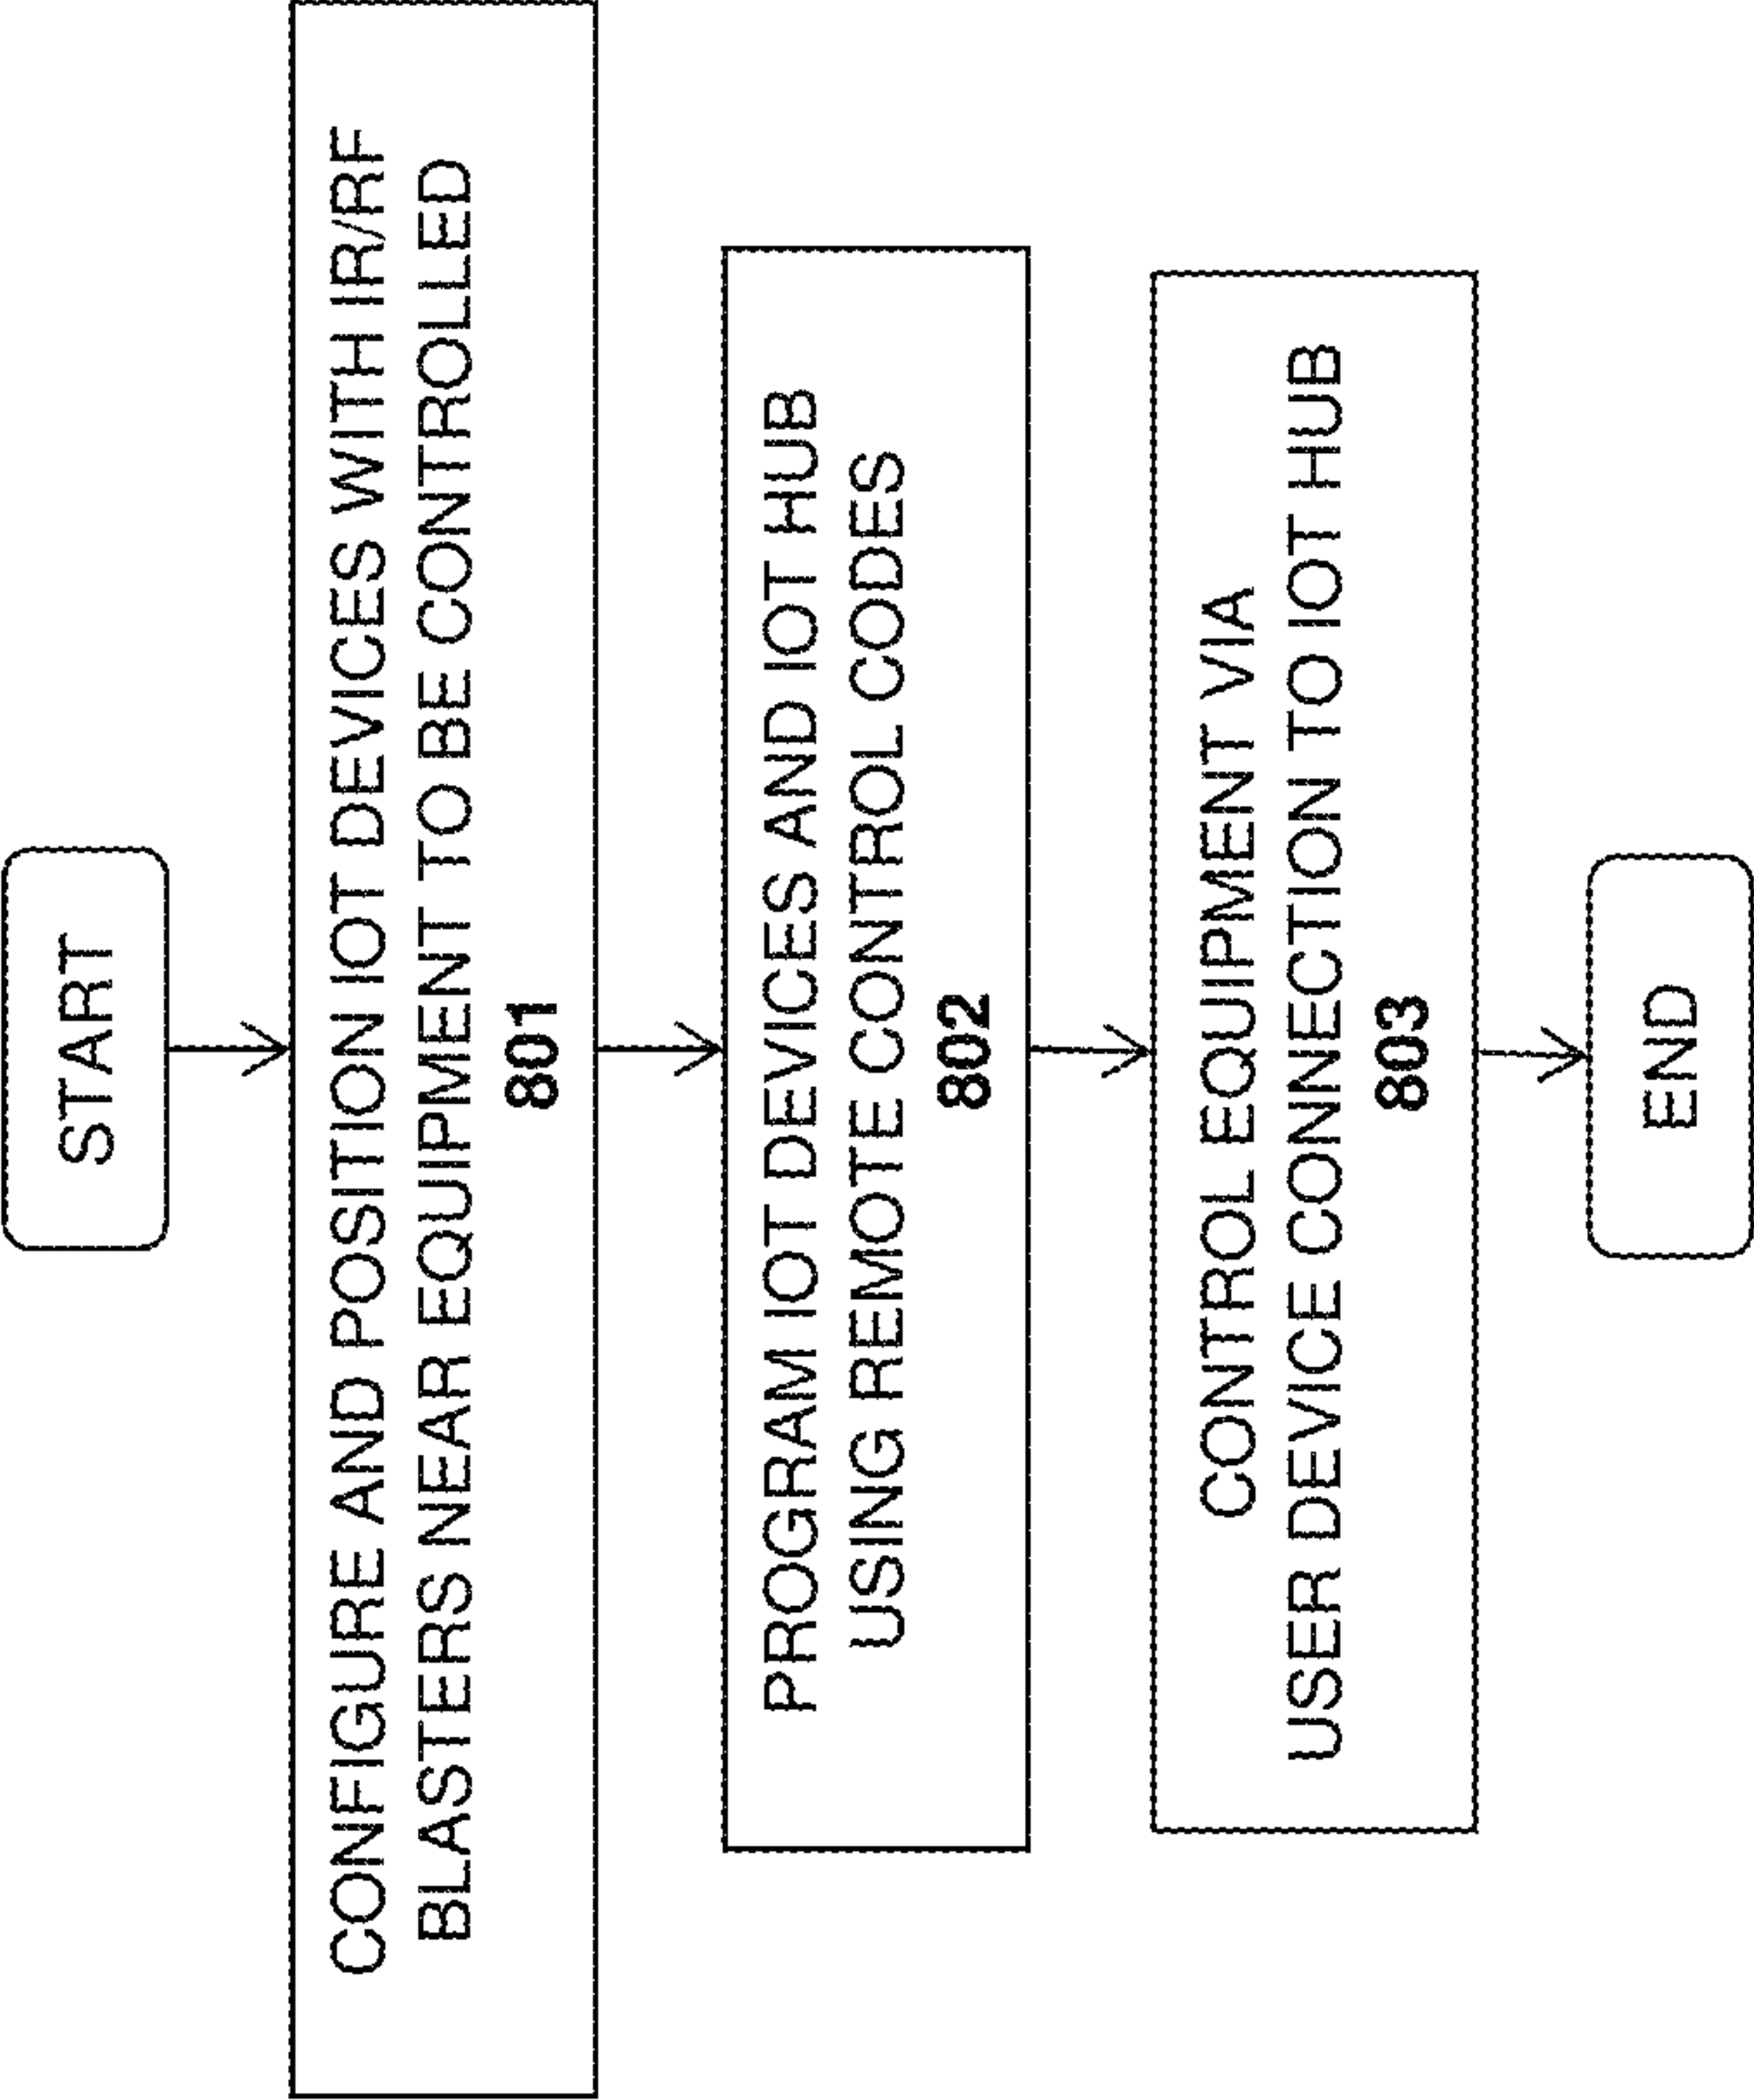 START
CONFIGURE AND POSITION IOT DEVICES WITH IR/RF
BLASTERS NEAR EQUIPMENT TO BE CONTROLLED
801
PROGRAM IOT DEVICES AND IOT HUB
USING REMOTE CONTROL CODES
802
CONTROL EQUIPMENT VIA
USER DEVICE CONNECTION TO IOT HUB
803
END